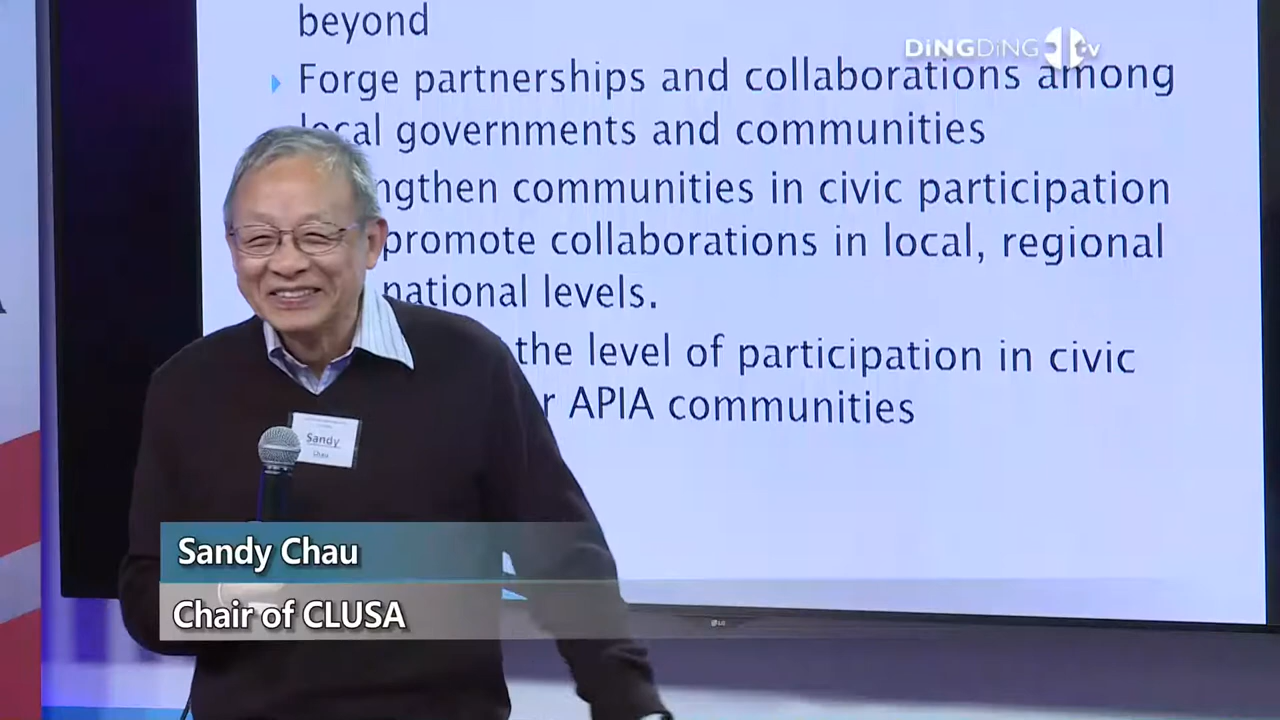 beyond
DiNGDiNG tv
Forge partnerships and collaborations among
local governments and communities
ngthen communities in civic participation
promote collaborations in local, regional
national levels.
the level of participation in civic
r APIA communities
Sandy
Chau
Sandy Chau
Chair of CLUSA
LG